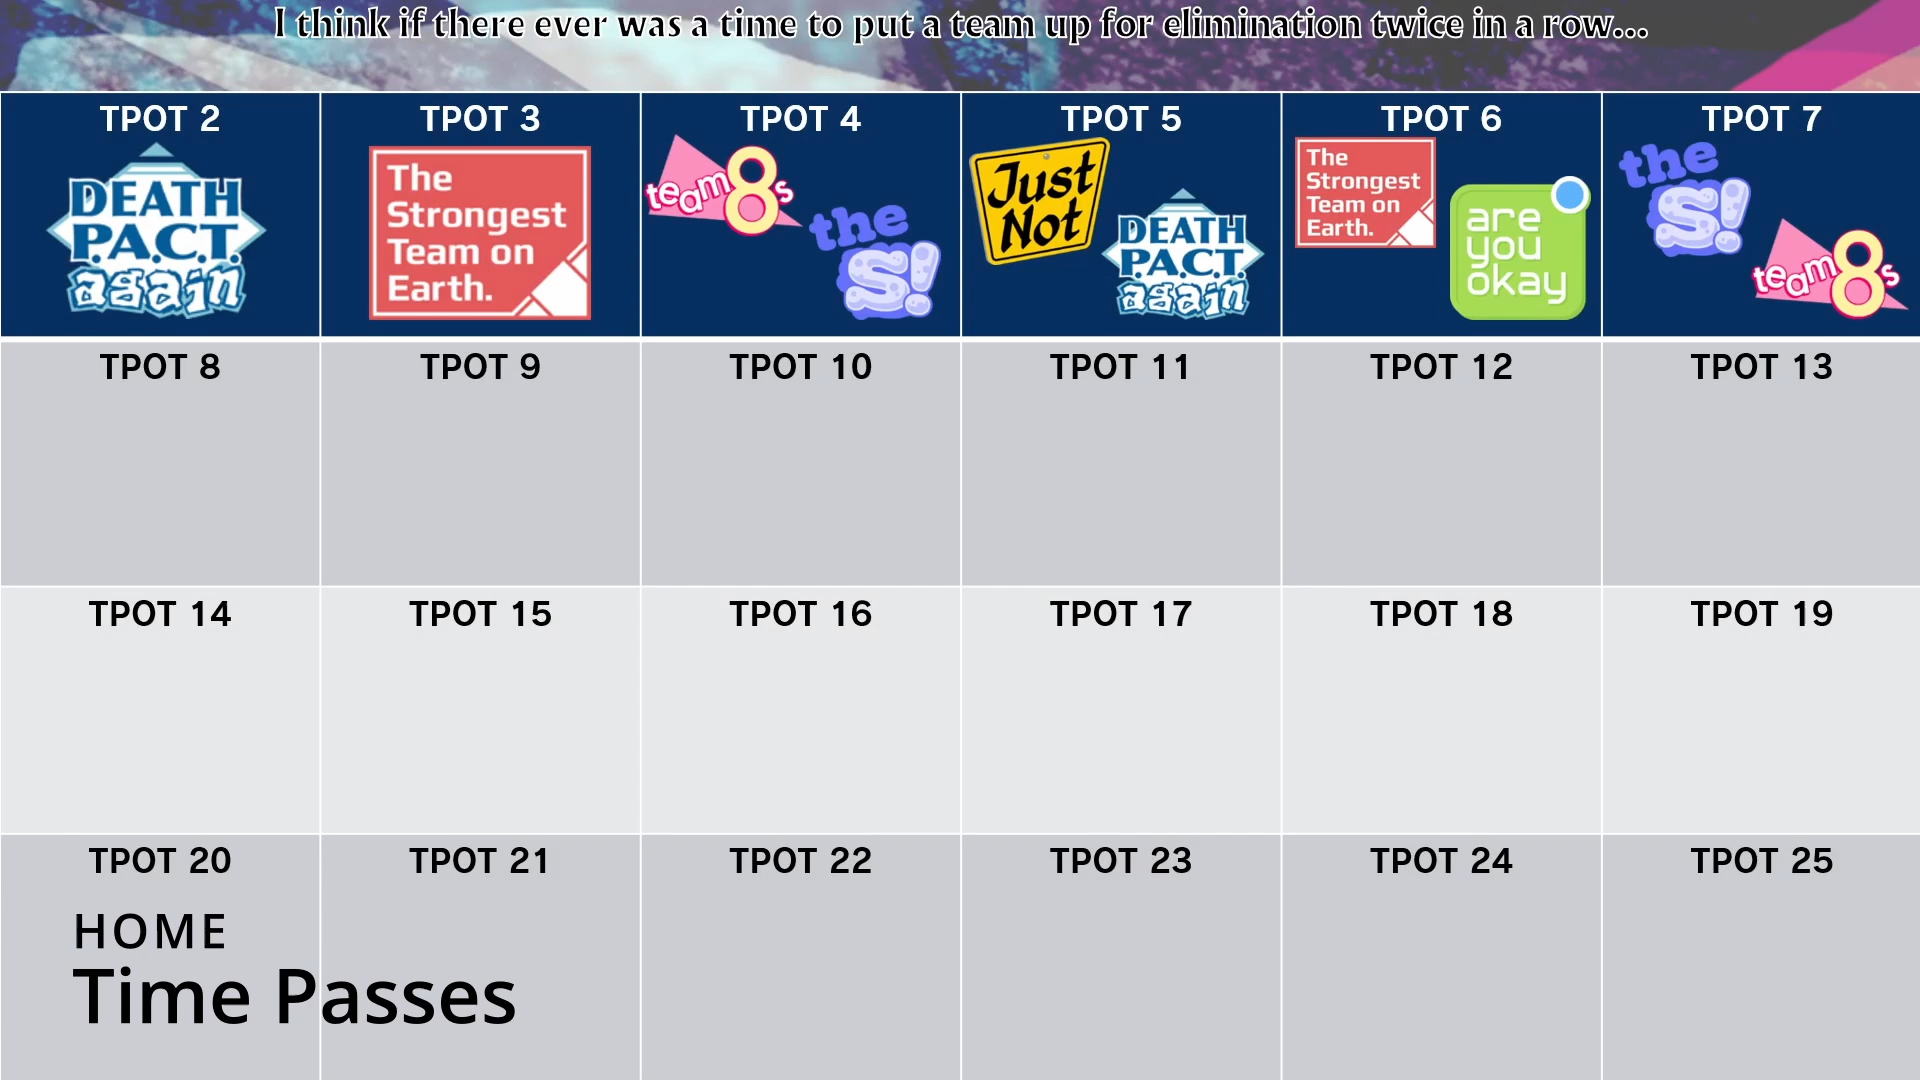 I think if there ever was a time to put a team up for elimination twice in a row...
TPOT 2
TPOT 3
TPOT 4
TPOT 5
TPOT 6
TPOT 7
DEATH
P.A.C.T.
again
The
Strongest
Team on
Earth.
team8s
the
S!
Just
Not
DEATH
P.A.C.T.
again
The
Strongest
Team on
Earth.
are
you
okay
the
S!
team8s
TPOT 8
TPOT 9
TPOT 10
TPOT 11
TPOT 12
TPOT 13
TPOT 14
TPOT 15
TPOT 16
TPOT 17
TPOT 18
TPOT 19
TPOT 20
TPOT 21
TPOT 22
TPOT 23
TPOT 24
TPOT 25
HOME
Time Passes